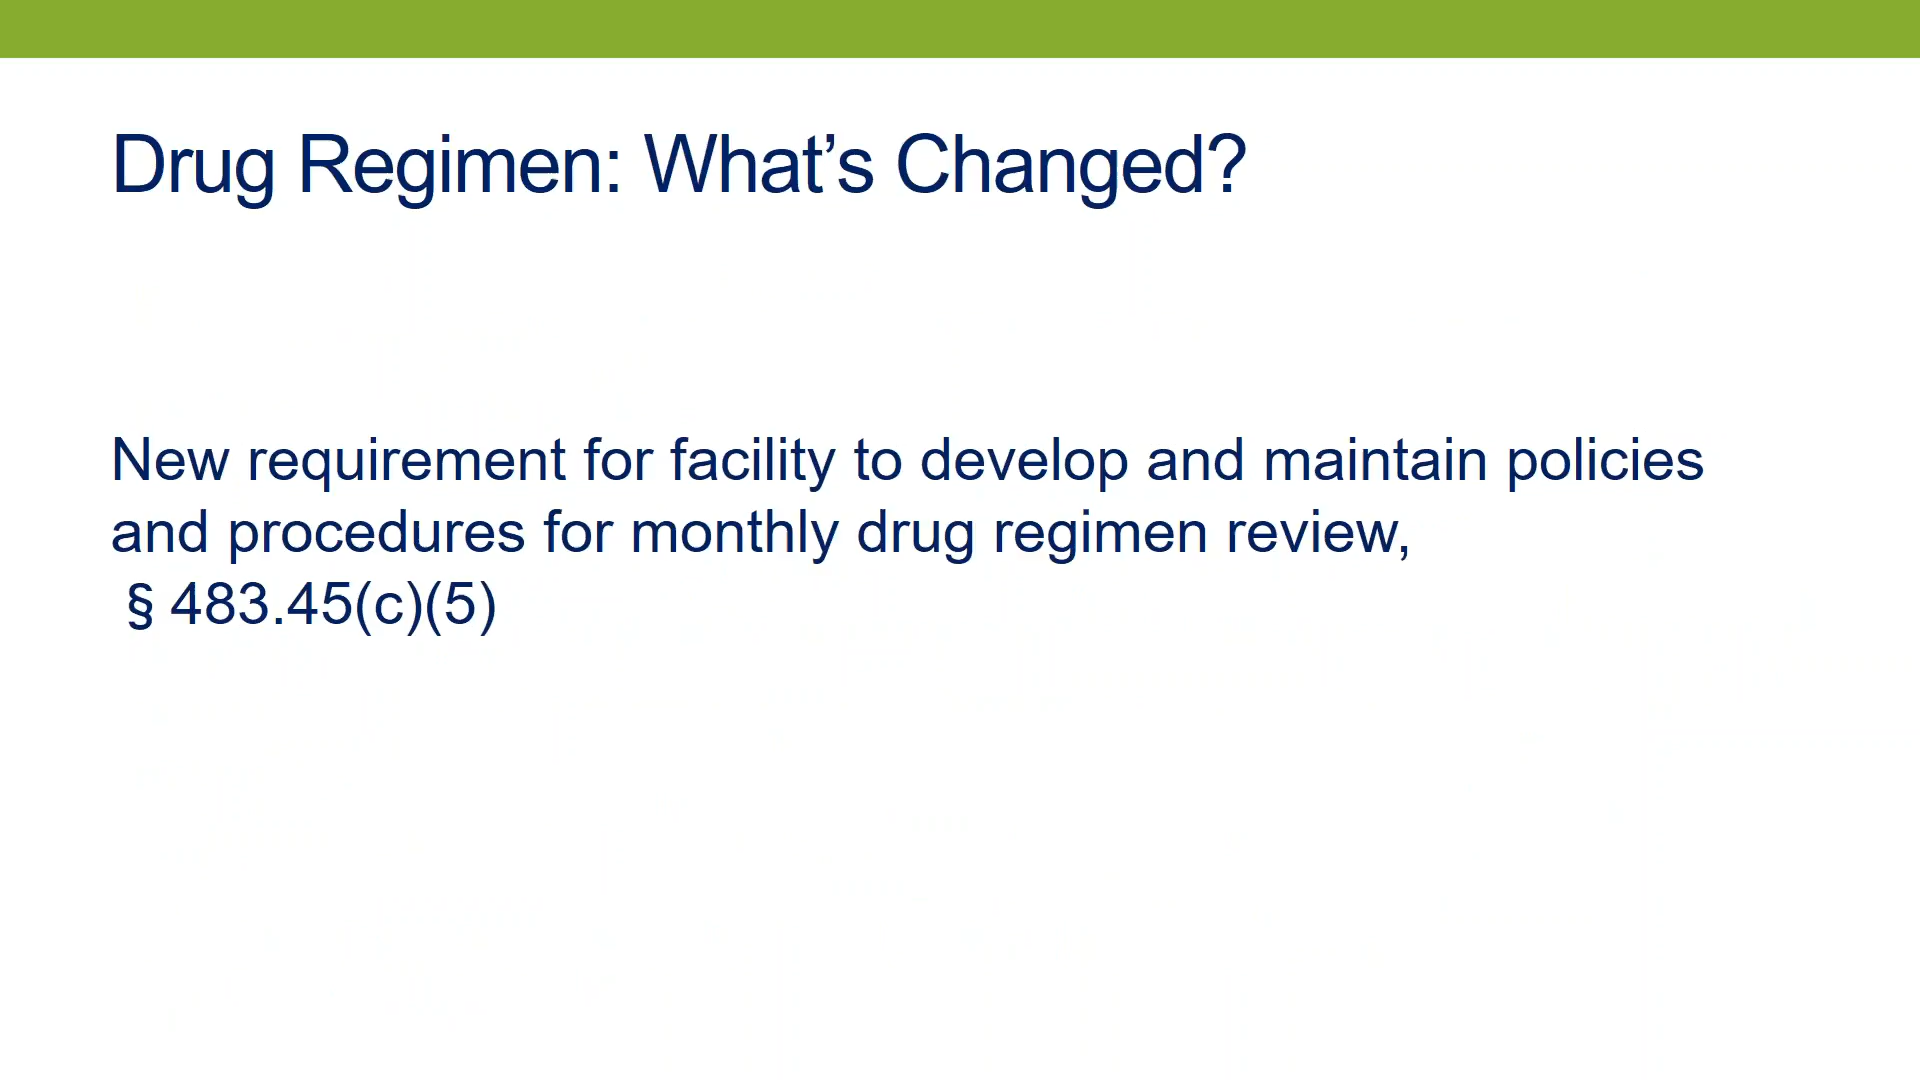 Drug Regimen: What’s Changed?
New requirement for facility to develop and maintain policies
and procedures for monthly drug regimen review,
§ 483.45(c)(5)